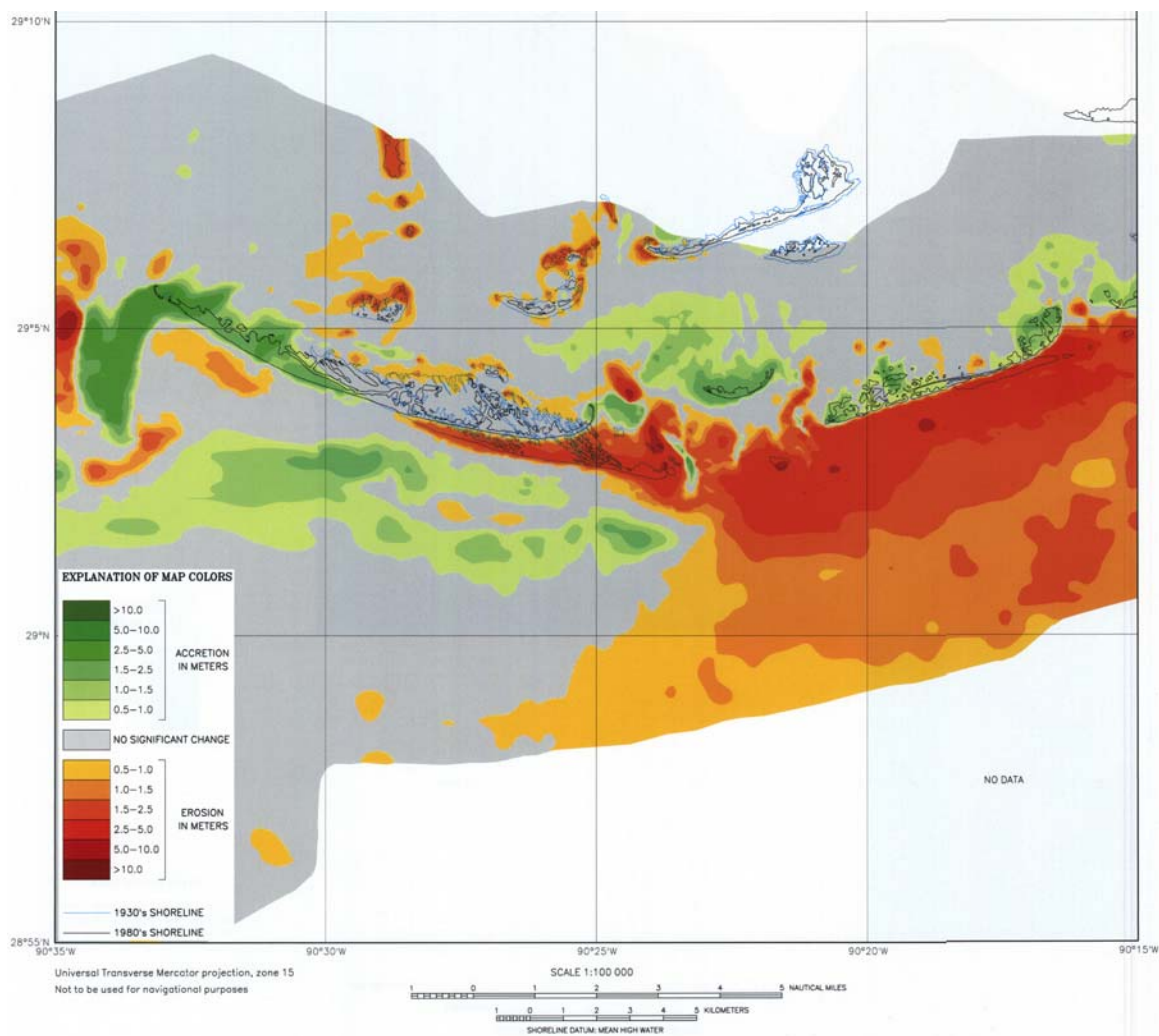 29°10'N
29°5'N
EXPLANATION OF MAP COLORS
>10.0
5.0–10.0
2.5–5.0
1.5–2.5
1.0–1.5
0.5–1.0
ACCRETION
IN METERS
NO SIGNIFICANT CHANGE
0.5–1.0
1.0–1.5
1.5–2.5
2.5–5.0
5.0–10.0
>10.0
EROSION
IN METERS
1930's SHORELINE
1980's SHORELINE
29°N
NO DATA
28°55'N
90°35'W
90°30'W
90°25'W
90°20'W
90°15'W
Universal Transverse Mercator projection, zone 15
Not to be used for navigational purposes
SCALE 1:100 000
1 0 1 2 3 4 5 NAUTICAL MILES
1 0 1 2 3 4 5 KILOMETERS
SHORELINE DATUM: MEAN HIGH WATER